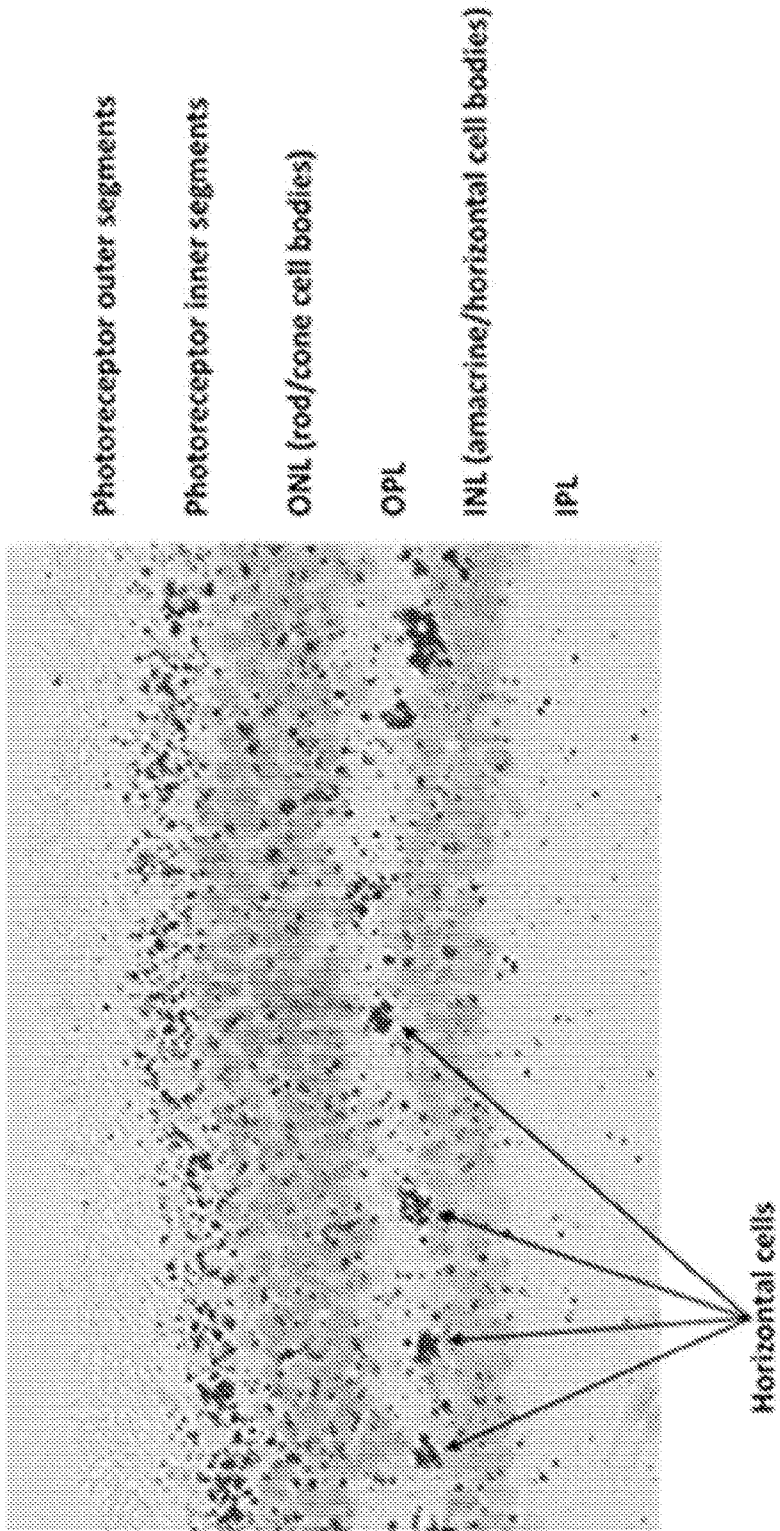 Photoreceptor outer segments
Photoreceptor inner segments
ONL (rod/cone cell bodies)
OPL
INL (amacrine/horizontal cell bodies)
IPL
Horizontal cells